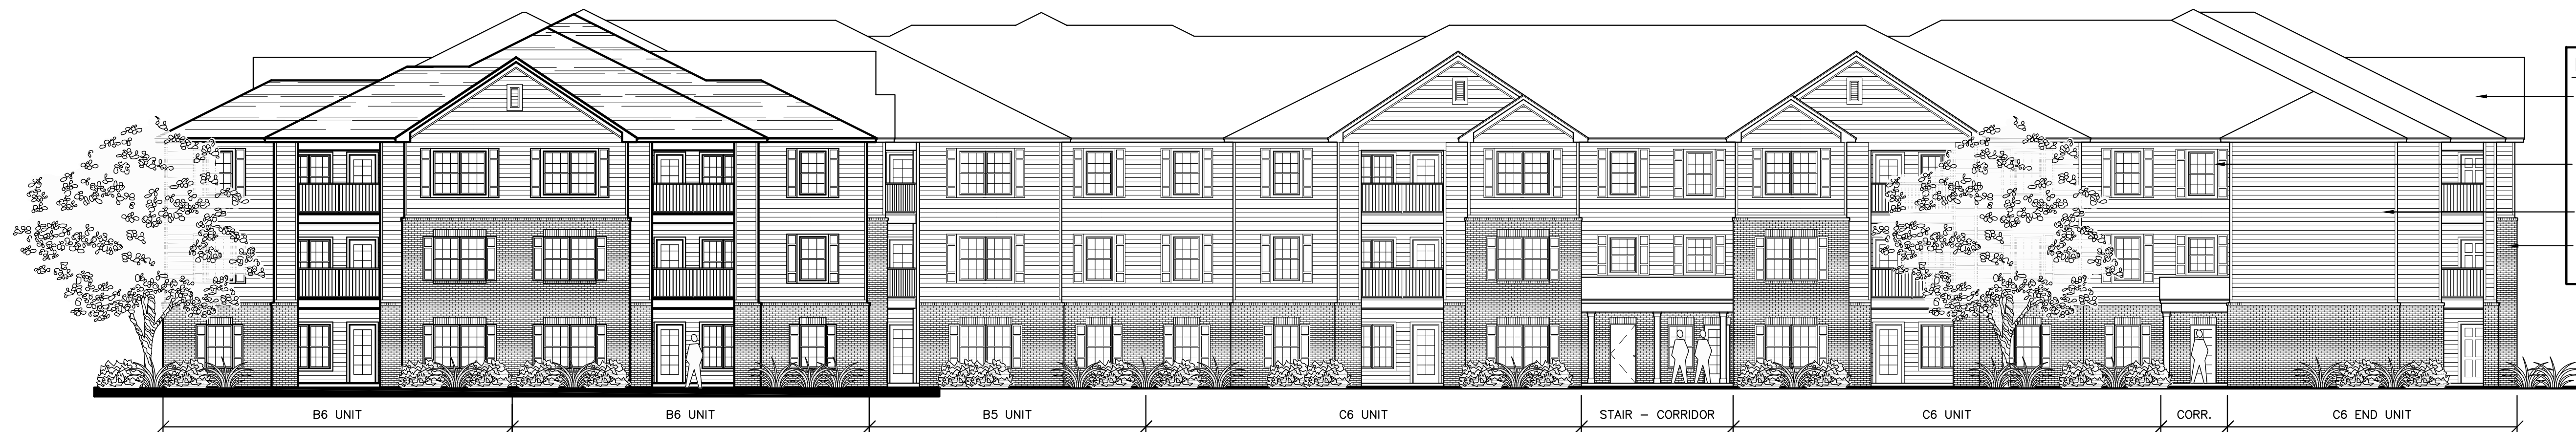 B6 UNIT
B6 UNIT
B5 UNIT
C6 UNIT
STAIR – CORRIDOR
C6 UNIT
CORR.
C6 END UNIT